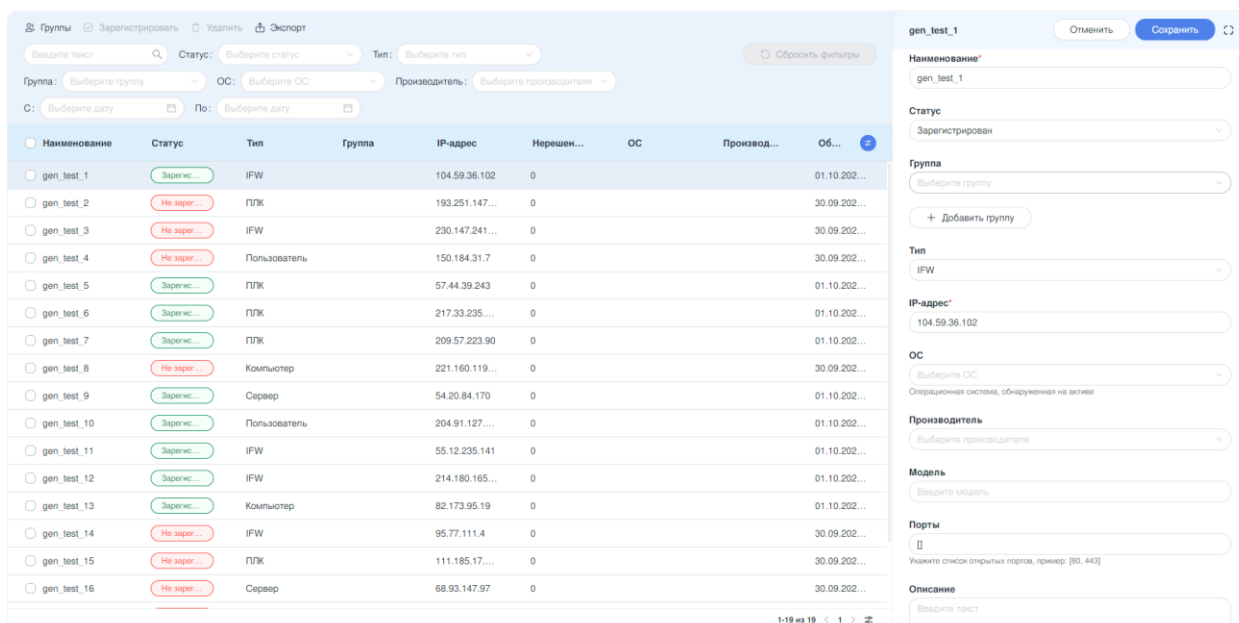 Группы Зарегистрировать Удалить Экспорт
Введите текст Статус: Выберите статус Тип: Выберите тип Сбросить фильтры
Группа: Выберите группу ОС: Выберите ОС Производитель: Выберите производителя
С: Выберите дату По: Выберите дату
Наименование Статус Тип Группа IP-адрес Нерешен... ОС Производ... Об...
gen_test_1 Зарегис... IFW 104.59.36.102 0 01.10.202...
gen_test_2 Не зарег... ПЛК 193.251.147... 0 30.09.202...
gen_test_3 Не зарег... IFW 230.147.241... 0 30.09.202...
gen_test_4 Не зарег... Пользователь 150.184.31.7 0 30.09.202...
gen_test_5 Зарегис... ПЛК 57.44.39.243 0 01.10.202...
gen_test_6 Зарегис... ПЛК 217.33.235.... 0 01.10.202...
gen_test_7 Зарегис... ПЛК 209.57.223.90 0 01.10.202...
gen_test_8 Не зарег... Компьютер 221.160.119... 0 30.09.202...
gen_test_9 Зарегис... Сервер 54.20.84.170 0 01.10.202...
gen_test_10 Зарегис... Пользователь 204.91.127.... 0 01.10.202...
gen_test_11 Зарегис... IFW 55.12.235.141 0 01.10.202...
gen_test_12 Зарегис... IFW 214.180.165... 0 01.10.202...
gen_test_13 Зарегис... Компьютер 82.173.95.19 0 01.10.202...
gen_test_14 Не зарег... IFW 95.77.111.4 0 30.09.202...
gen_test_15 Не зарег... ПЛК 111.185.17.... 0 30.09.202...
gen_test_16 Не зарег... Сервер 68.93.147.97 0 30.09.202...
1-19 из 19 < 1 >
gen_test_1 Отменить Сохранить
Наименование*
gen_test_1
Статус
Зарегистрирован
Группа
Выберите группу
+ Добавить группу
Тип
IFW
IP-адрес*
104.59.36.102
ОС
Выберите ОС
Операционная система, обнаруженная на активе
Производитель
Выберите производителя
Модель
Введите модель
Порты
[]
Укажите список открытых портов, пример: [80, 443]
Описание
Введите текст